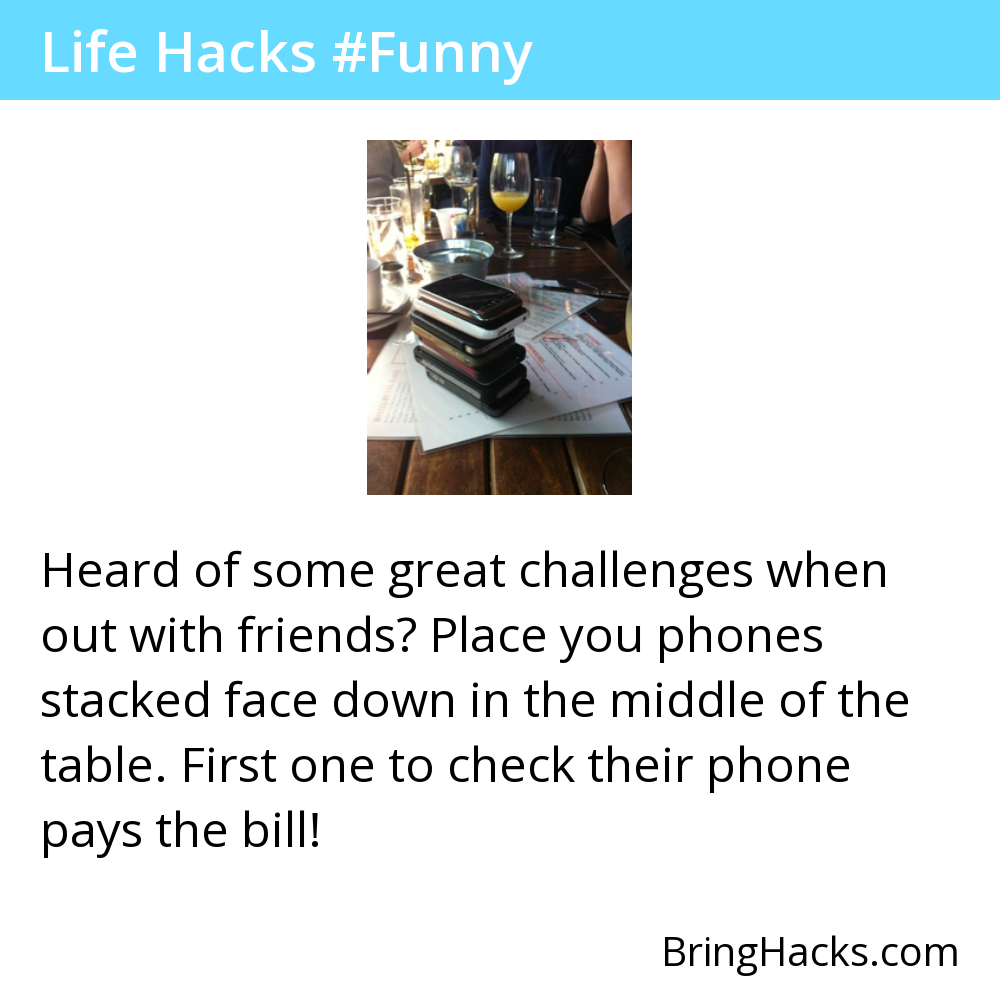 Life Hacks #Funny
Heard of some great challenges when
out with friends? Place you phones
stacked face down in the middle of the
table. First one to check their phone
pays the bill!
BringHacks.com